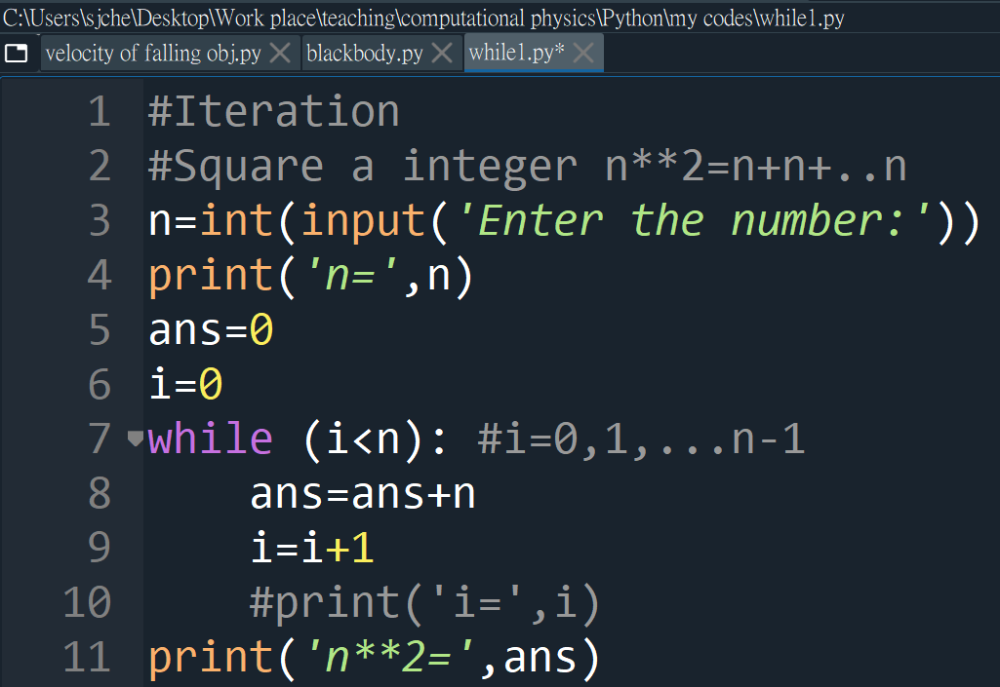 C:\Users\sjche\Desktop\Work place\teaching\computational physics\Python\my codes\while1.py
velocity of falling obj.py blackbody.py while1.py*
1 #Iteration
2 #Square a integer n**2=n+n+..n
3 n=int(input('Enter the number:'))
4 print('n=',n)
5 ans=0
6 i=0
7 while (i<n): #i=0,1,...n-1
8 ans=ans+n
9 i=i+1
10 #print('i=',i)
11 print('n**2=',ans)